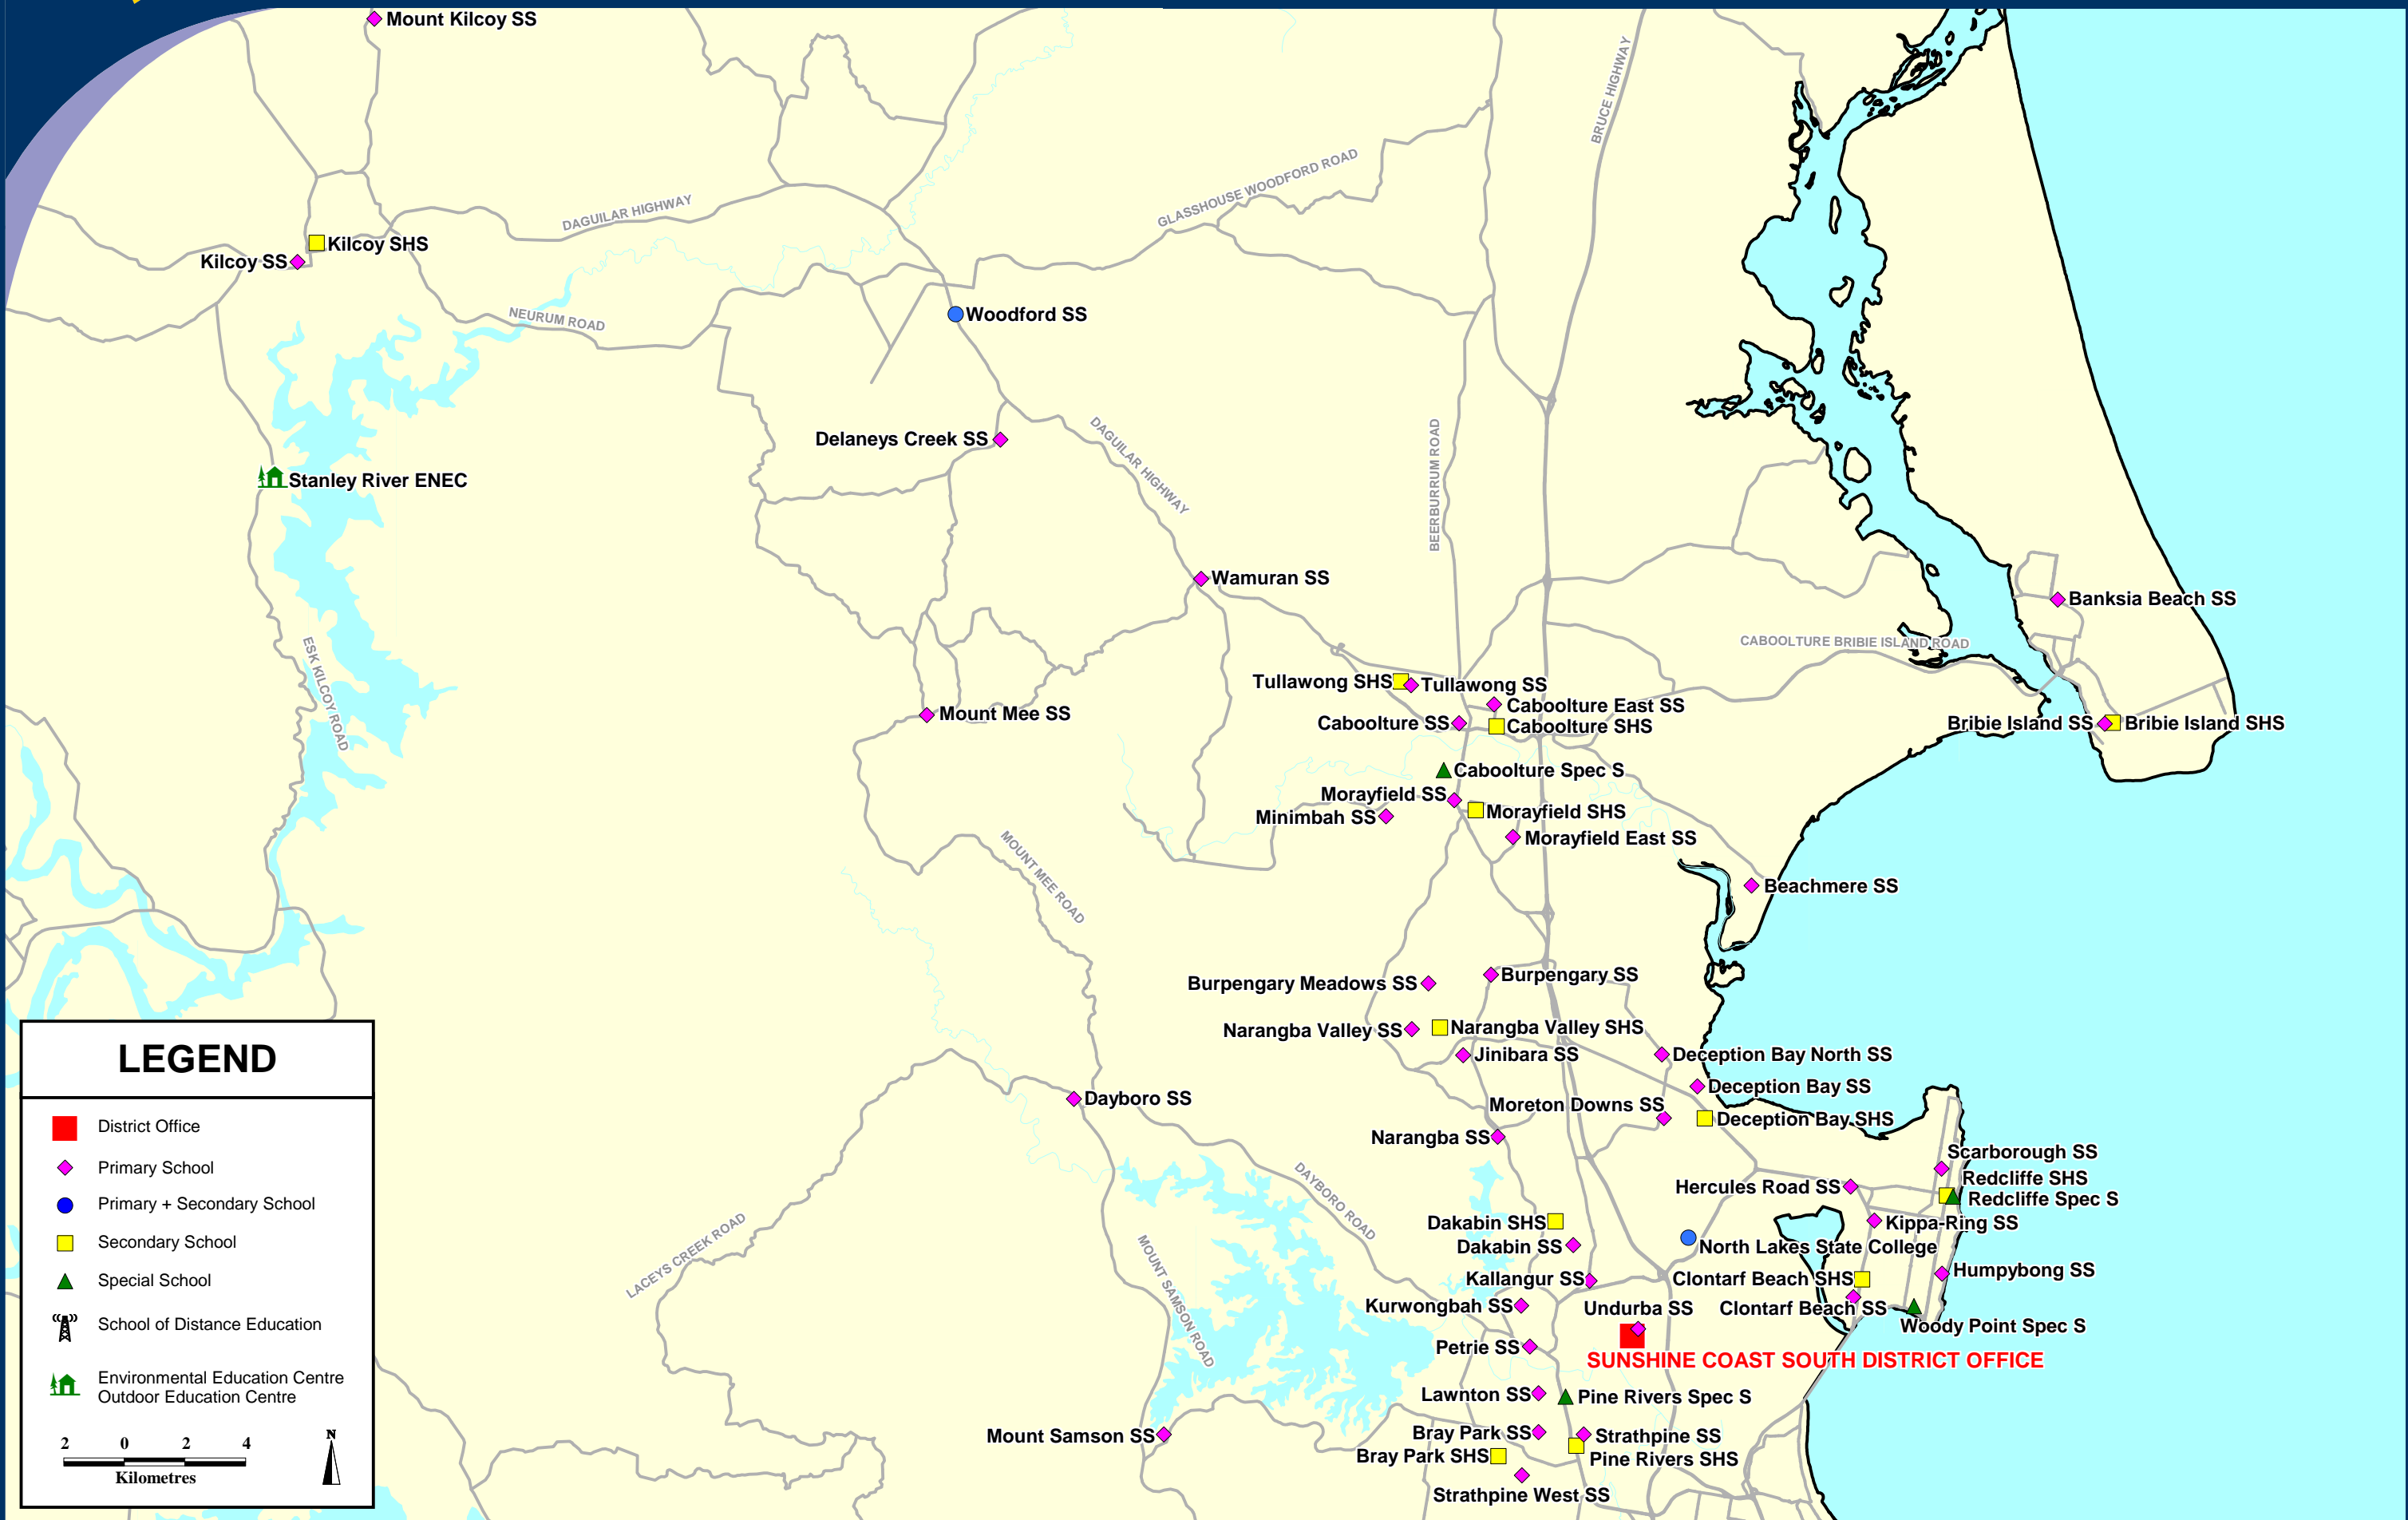 Mount Kilcoy SS
BRUCE HIGHWAY
GLASSHOUSE WOODFORD ROAD
DAGUILAR HIGHWAY
Kilcoy SHS
Kilcoy SS
Woodford SS
NEURUM ROAD
Delaneys Creek SS
DAGUILAR HIGHWAY
BEERBURRUM ROAD
Stanley River ENEC
Wamuran SS
Banksia Beach SS
CABOOLTURE BRIBIE ISLAND ROAD
ESK KILCOY ROAD
Tullawong SHS
Tullawong SS
Caboolture East SS
Mount Mee SS
Caboolture SS
Caboolture SHS
Bribie Island SS
Bribie Island SHS
Caboolture Spec S
Morayfield SS
Morayfield SHS
Minimbah SS
Morayfield East SS
MOUNT MEE ROAD
Beachmere SS
Burpengary SS
Burpengary Meadows SS
Narangba Valley SS
Narangba Valley SHS
Jinibara SS
Deception Bay North SS
Deception Bay SS
Dayboro SS
Moreton Downs SS
Deception Bay SHS
Narangba SS
Scarborough SS
Redcliffe SHS
Hercules Road SS
Redcliffe Spec S
DAYBORO ROAD
Dakabin SHS
Kippa-Ring SS
Dakabin SS
North Lakes State College
LACEYS CREEK ROAD
MOUNT SAMSON ROAD
Kallangur SS
Clontarf Beach SHS
Humpybong SS
Kurwongbah SS
Undurba SS
Clontarf Beach SS
Woody Point Spec S
Petrie SS
SUNSHINE COAST SOUTH DISTRICT OFFICE
Lawnton SS
Pine Rivers Spec S
Mount Samson SS
Bray Park SS
Strathpine SS
Bray Park SHS
Pine Rivers SHS
Strathpine West SS
LEGEND
District Office
Primary School
Primary + Secondary School
Secondary School
Special School
School of Distance Education
Environmental Education Centre
Outdoor Education Centre
2 0 2 4
Kilometres
N